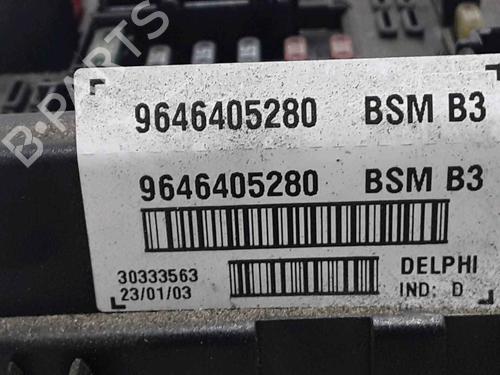 9646405280 BSM B3
9646405280 BSM B3
30333563
23/01/03
DELPHI
IND: D
B-PARTS